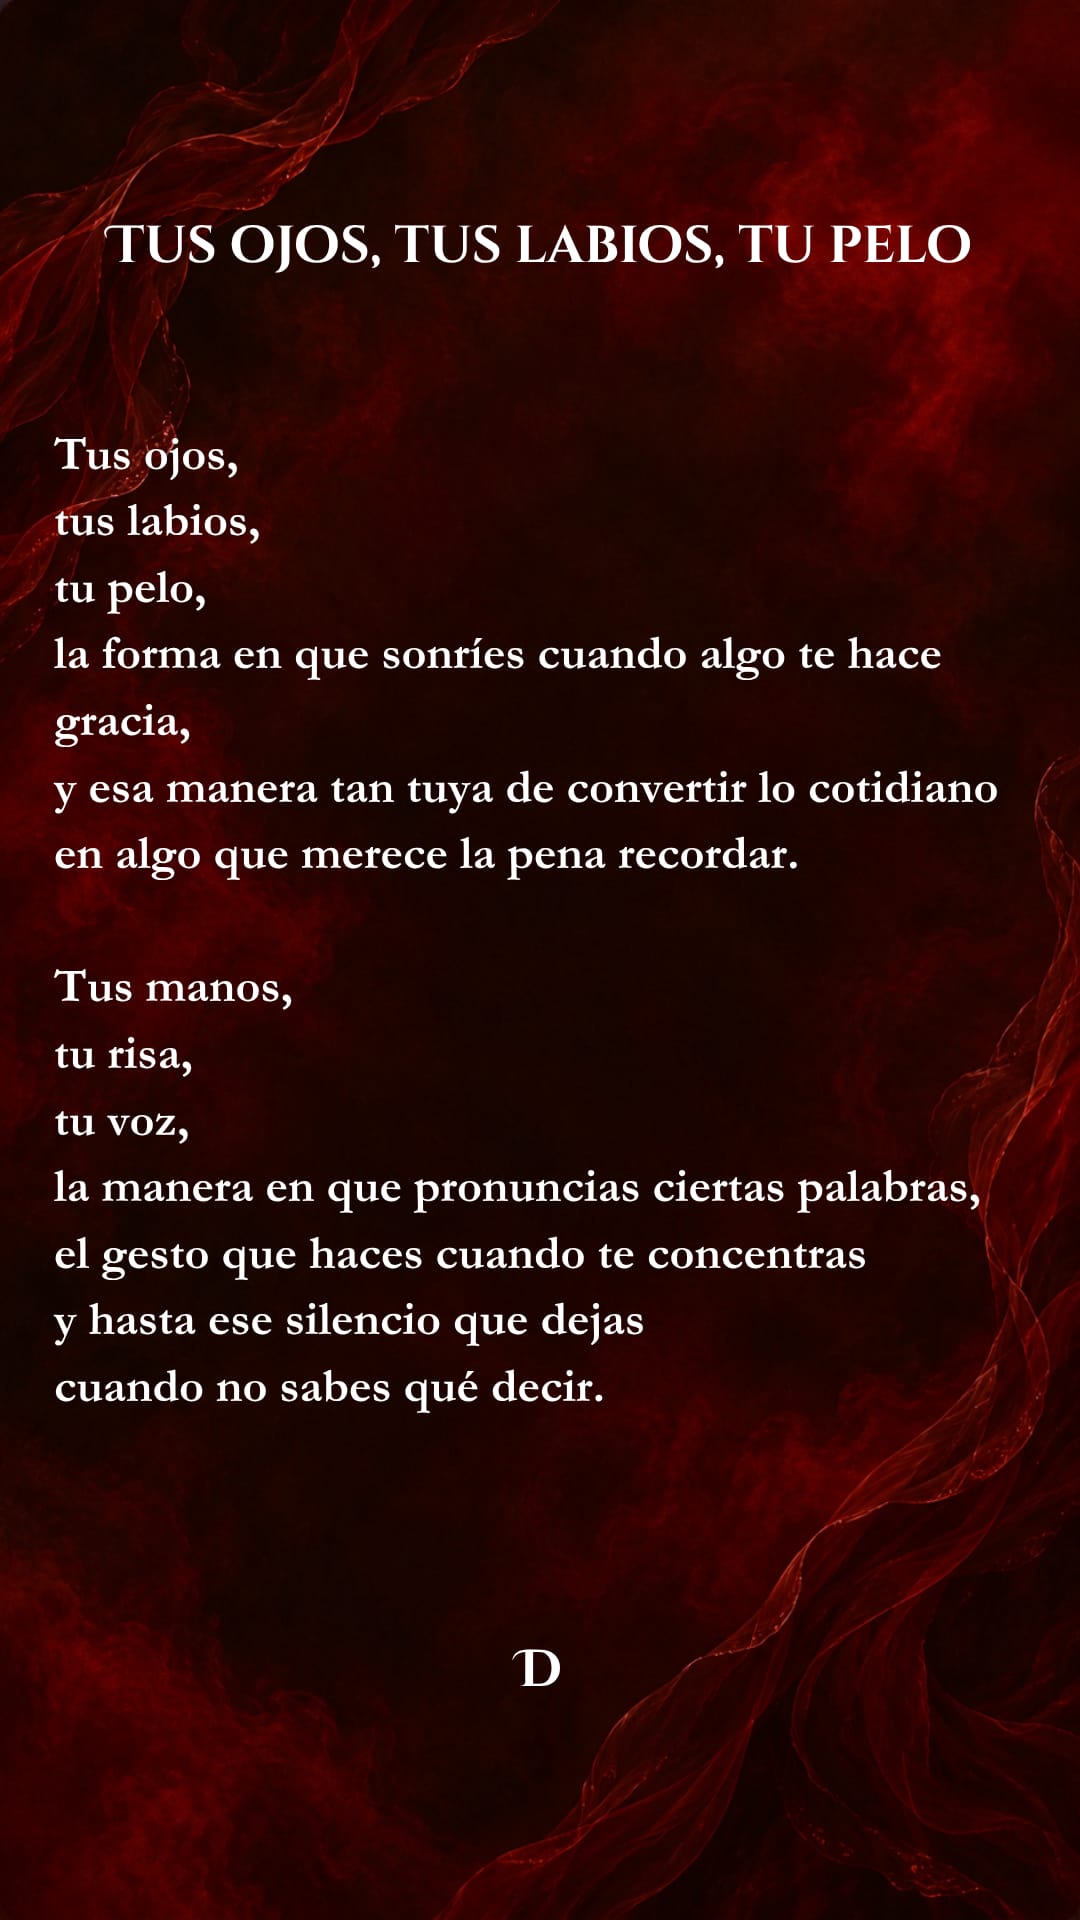 TUS OJOS, TUS LABIOS, TU PELO
Tus ojos,
tus labios,
tu pelo,
la forma en que sonríes cuando algo te hace
gracia,
y esa manera tan tuya de convertir lo cotidiano
en algo que merece la pena recordar.
Tus manos,
tu risa,
tu voz,
la manera en que pronuncias ciertas palabras,
el gesto que haces cuando te concentras
y hasta ese silencio que dejas
cuando no sabes qué decir.
D